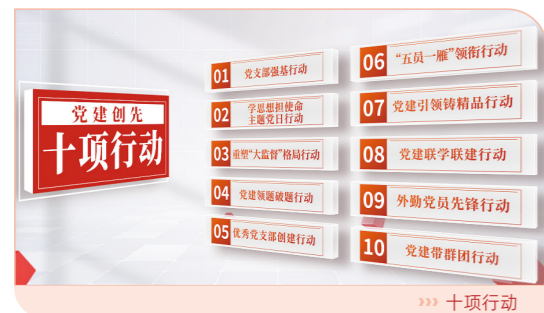 党建创先
十项行动
01 党支部强基行动
02 学思想担使命
主题党日行动
03 重塑“大监督”格局行动
04 党建领题破题行动
05 优秀党支部创建行动
06 “五员一雁”领衔行动
07 党建引领铸精品行动
08 党建联学联建行动
09 外勤党员先锋行动
10 党建带群团行动
››› 十项行动